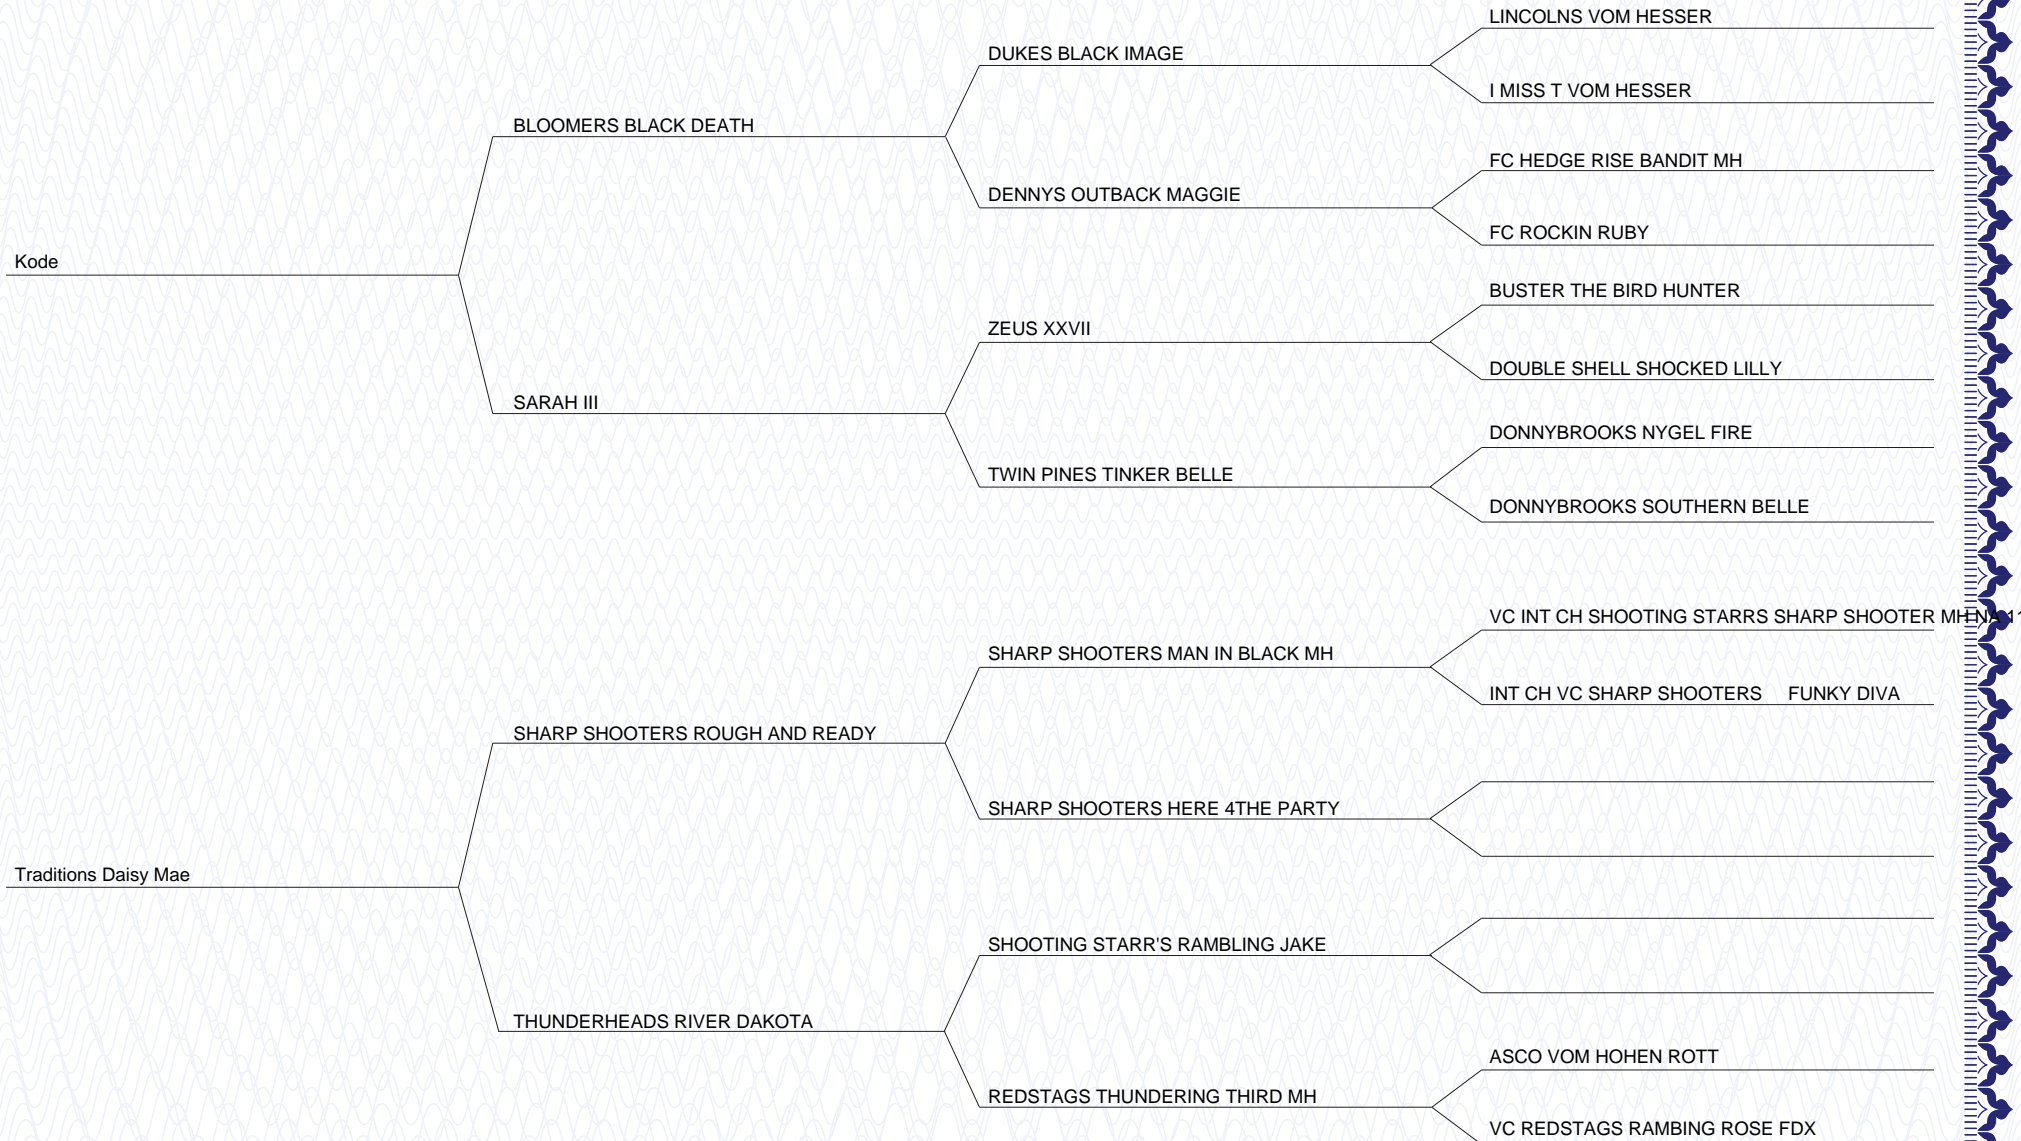 LINCOLNS VOM HESSER
DUKES BLACK IMAGE
I MISS T VOM HESSER
BLOOMERS BLACK DEATH
FC HEDGE RISE BANDIT MH
DENNYS OUTBACK MAGGIE
FC ROCKIN RUBY
Kode
BUSTER THE BIRD HUNTER
ZEUS XXVII
DOUBLE SHELL SHOCKED LILLY
SARAH III
DONNYBROOKS NYGEL FIRE
TWIN PINES TINKER BELLE
DONNYBROOKS SOUTHERN BELLE
VC INT CH SHOOTING STARRS SHARP SHOOTER MH NA
SHARP SHOOTERS MAN IN BLACK MH
INT CH VC SHARP SHOOTERS FUNKY DIVA
SHARP SHOOTERS ROUGH AND READY
SHARP SHOOTERS HERE 4THE PARTY
Traditions Daisy Mae
SHOOTING STARR'S RAMBLING JAKE
THUNDERHEADS RIVER DAKOTA
ASCO VOM HOHEN ROTT
REDSTAGS THUNDERING THIRD MH
VC REDSTAGS RAMBING ROSE FDX